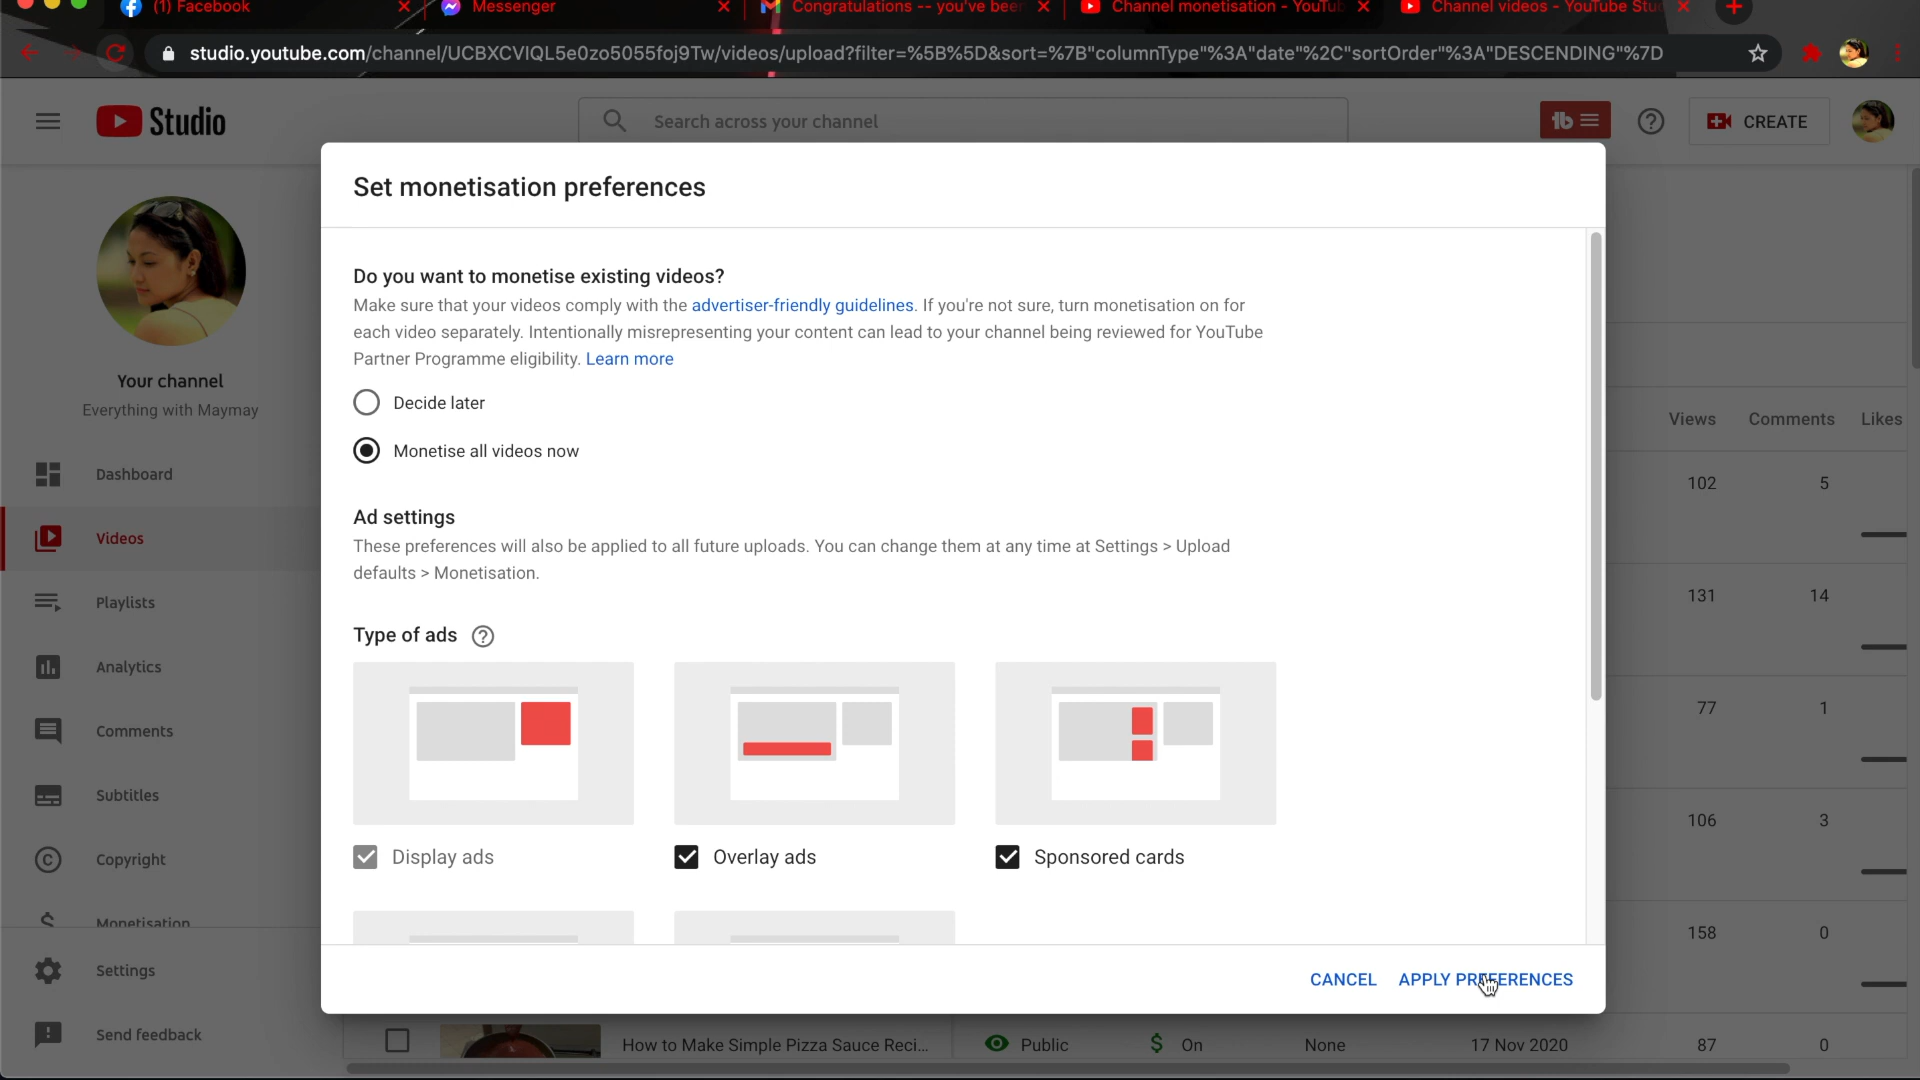 (1) Facebook
Messenger
Congratulations -- you've been
Channel monetisation - YouTub
Channel videos - YouTube Stu
studio.youtube.com/channel/UCBXCVIQL5e0zo5055foj9Tw/videos/upload?filter=%5B%5D&sort=%7B"columnType"%3A"date"%2C"sortOrder"%3A"DESCENDING"%7D
Studio
Search across your channel
tb
CREATE
Set monetisation preferences
Do you want to monetise existing videos?
Make sure that your videos comply with the advertiser-friendly guidelines. If you're not sure, turn monetisation on for
each video separately. Intentionally misrepresenting your content can lead to your channel being reviewed for YouTube
Partner Programme eligibility. Learn more
Decide later
Monetise all videos now
Ad settings
These preferences will also be applied to all future uploads. You can change them at any time at Settings > Upload
defaults > Monetisation.
Type of ads
Display ads
Overlay ads
Sponsored cards
CANCEL
APPLY PREFERENCES
Your channel
Everything with Maymay
Dashboard
Videos
Playlists
Analytics
Comments
Subtitles
Copyright
Monetisation
Settings
Send feedback
Views Comments Likes
102 5
131 14
77 1
106 3
158 0
How to Make Simple Pizza Sauce Reci... Public $ On None 17 Nov 2020 87 0